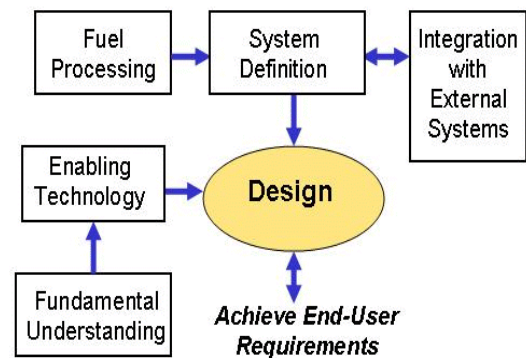 Fuel
Processing
System
Definition
Integration
with
External
Systems
Enabling
Technology
Design
Fundamental
Understanding
Achieve End-User
Requirements